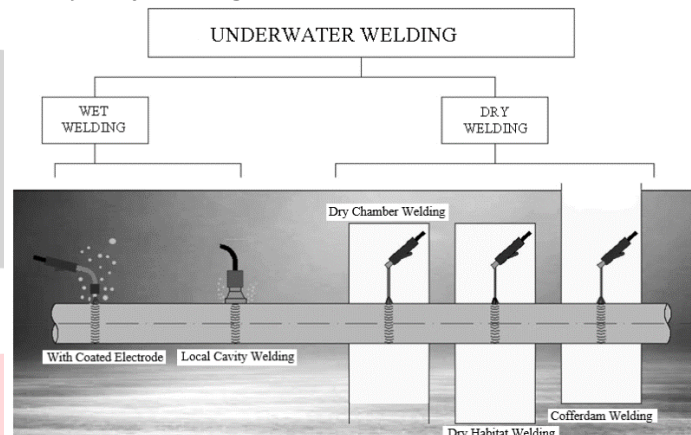 UNDERWATER WELDING
WET
WELDING
DRY
WELDING
Dry Chamber Welding
With Coated Electrode
Local Cavity Welding
Cofferdam Welding
Dry Habitat Welding